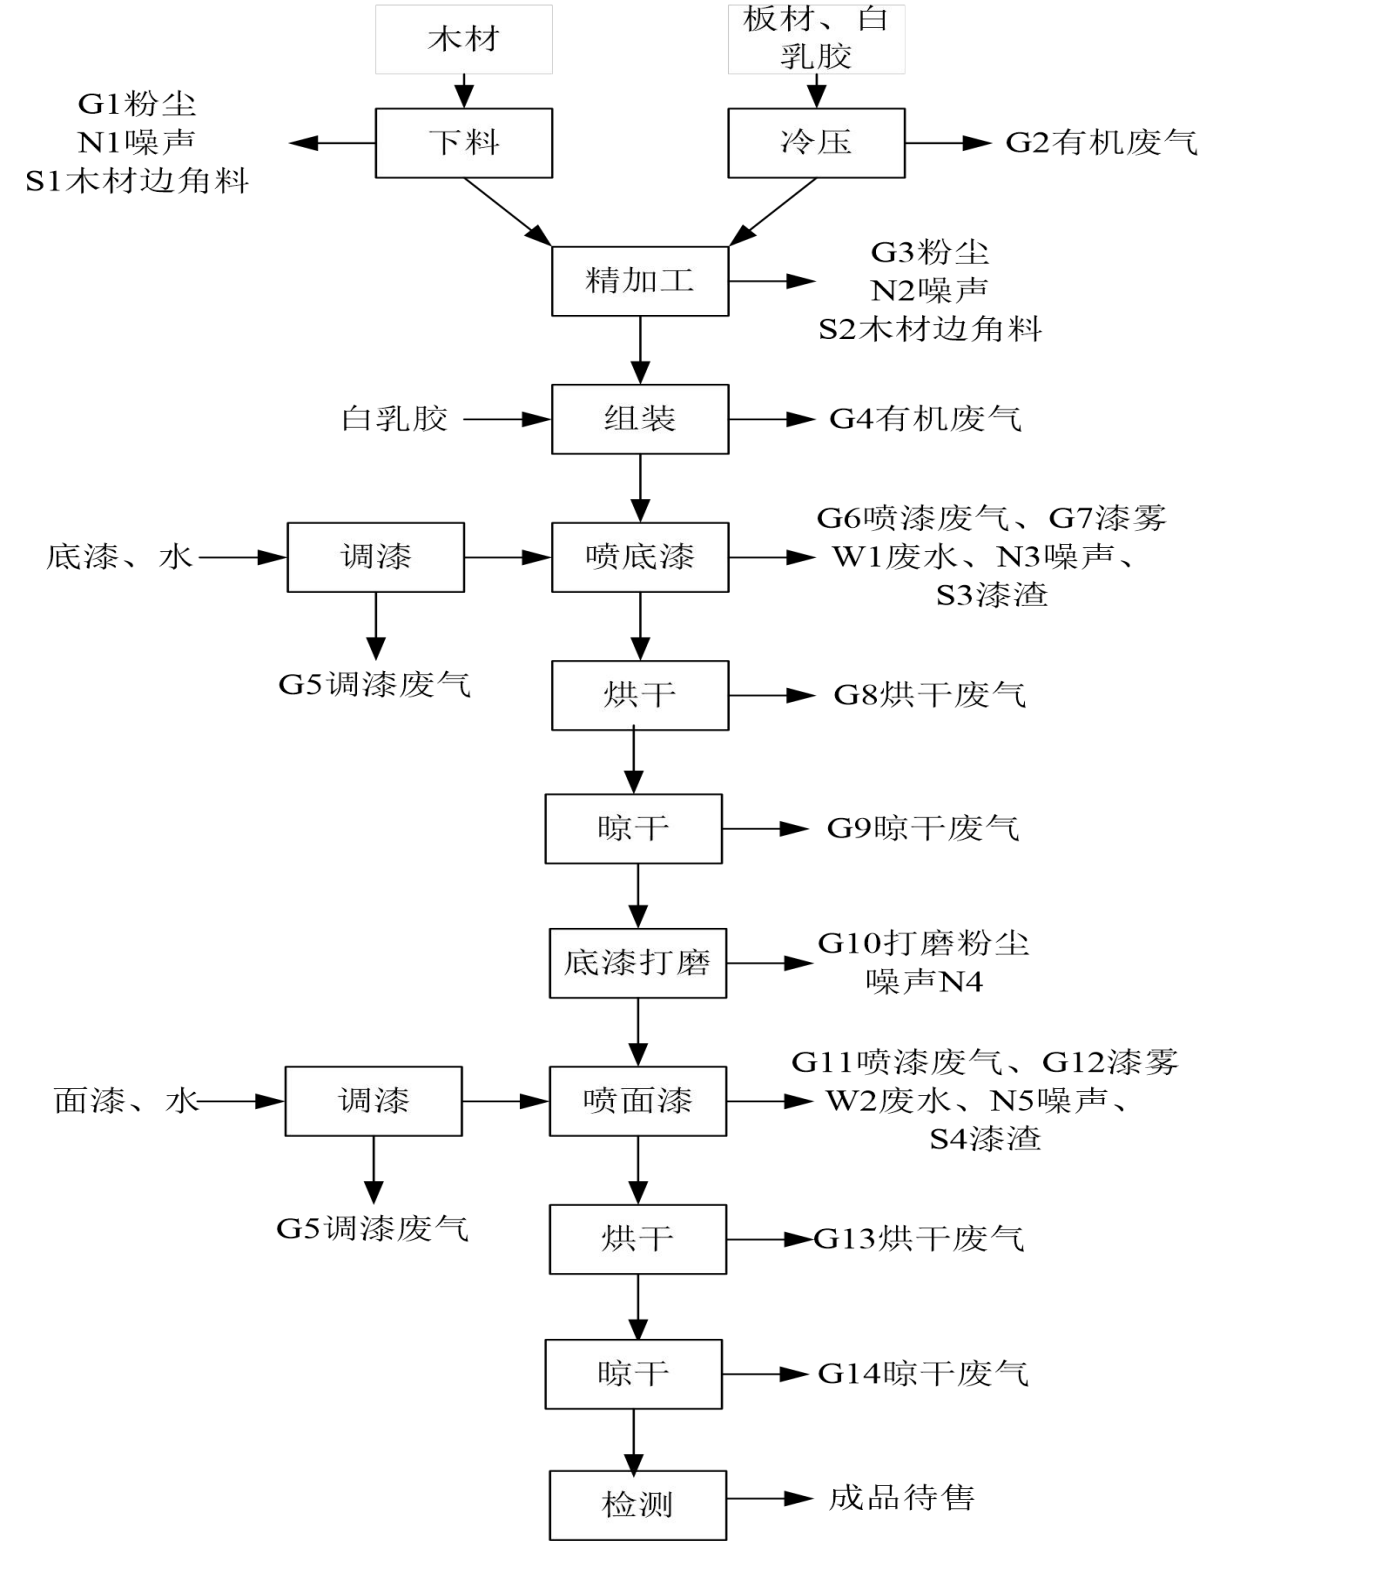 木材
板材、白
乳胶
G1粉尘
N1噪声
S1木材边角料
下料
冷压
G2有机废气
精加工
G3粉尘
N2噪声
S2木材边角料
白乳胶
组装
G4有机废气
底漆、水
调漆
喷底漆
G6喷漆废气、G7漆雾
W1废水、N3噪声、
S3漆渣
G5调漆废气
烘干
G8烘干废气
晾干
G9晾干废气
底漆打磨
G10打磨粉尘
噪声N4
面漆、水
调漆
喷面漆
G11喷漆废气、G12漆雾
W2废水、N5噪声、
S4漆渣
G5调漆废气
烘干
G13烘干废气
晾干
G14晾干废气
检测
成品待售